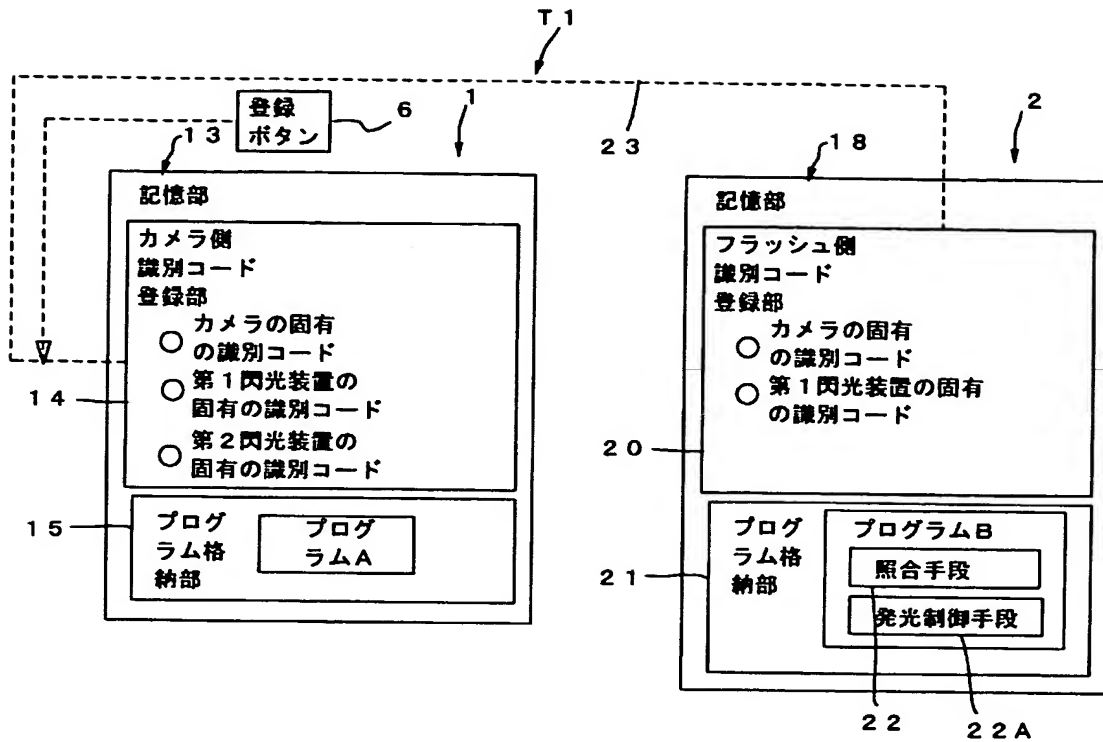 T1
登録
ボタン
6
1
23
2
13
18
記憶部
カメラ側
識別コード
登録部
○ カメラの固有
の識別コード
○ 第1閃光装置の
固有の識別コード
○ 第2閃光装置の
固有の識別コード
14
15
プログ
ラム格
納部
プログ
ラムA
記憶部
フラッシュ側
識別コード
登録部
○ カメラの固有
の識別コード
○ 第1閃光装置の固有
の識別コード
20
21
プログ
ラム格
納部
プログラムB
照合手段
発光制御手段
22
22A